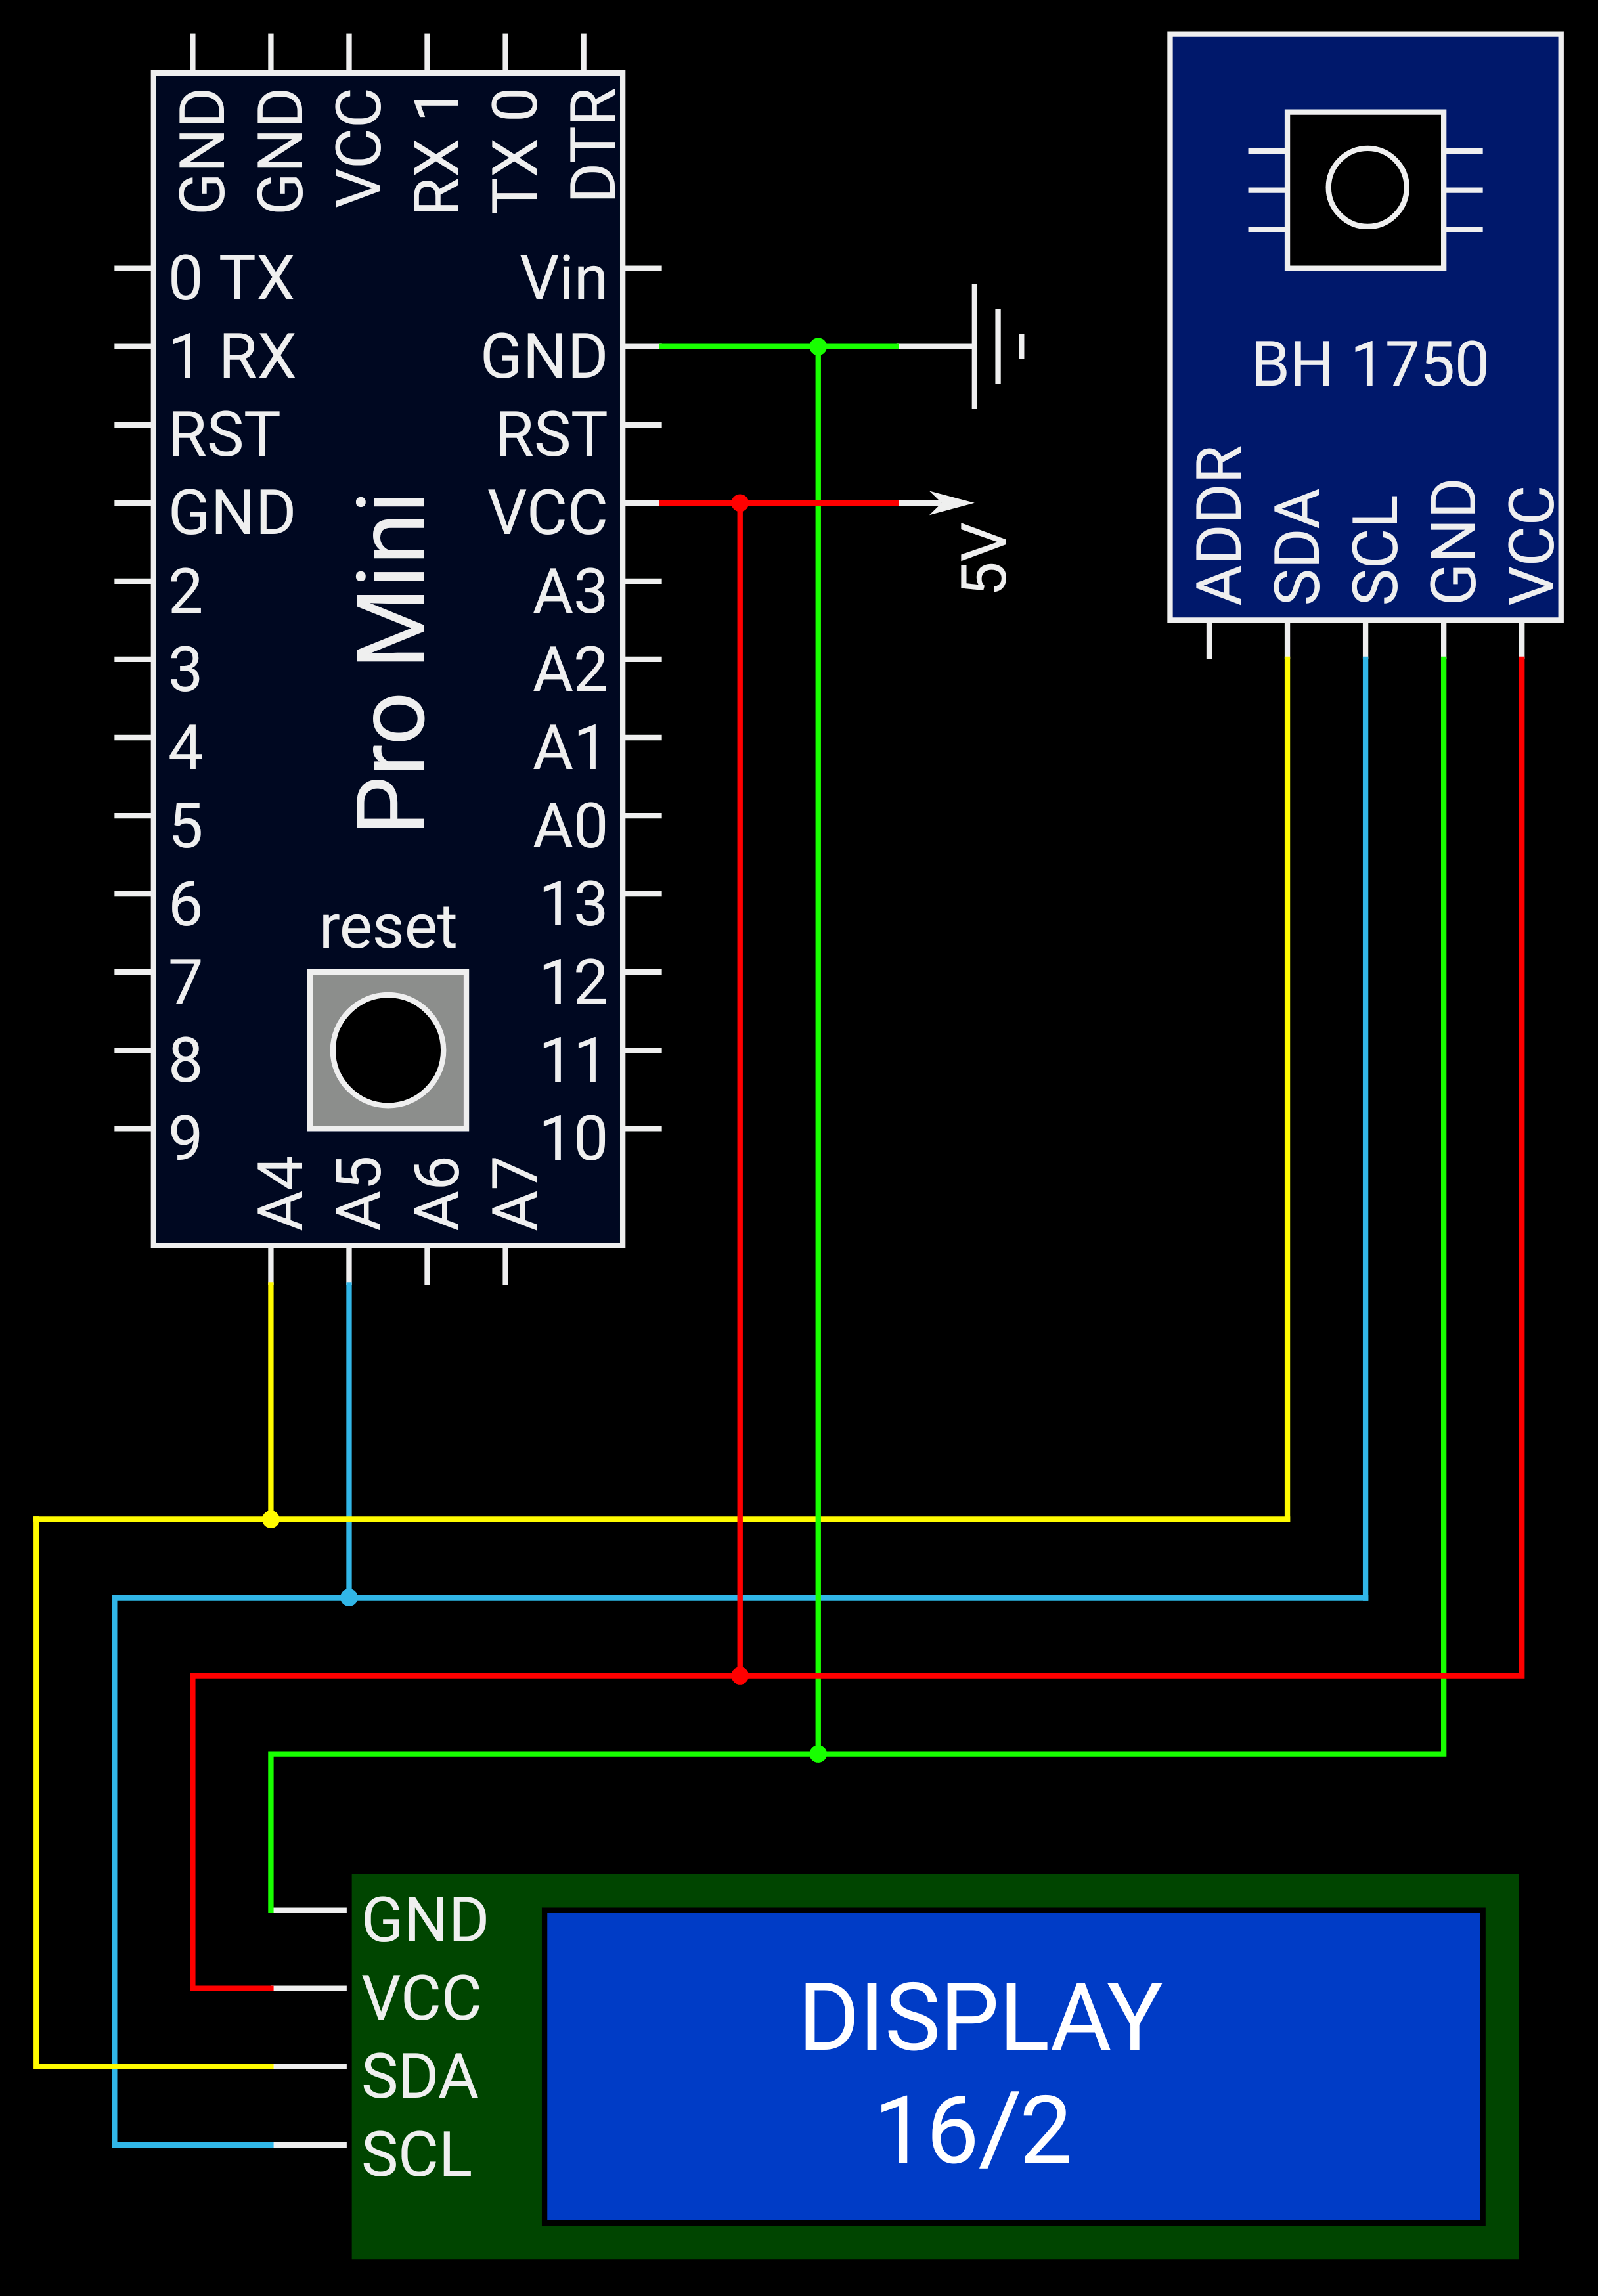 GND
GND
VCC
RX 1
TX 0
DTR
0 TX
1 RX
RST
GND
2
3
4
5
6
7
8
9
Vin
GND
RST
VCC
A3
A2
A1
A0
13
12
11
10
Pro Mini
reset
A4
A5
A6
A7
5V
BH 1750
ADDR
SDA
SCL
GND
VCC
GND
VCC
SDA
SCL
DISPLAY
16/2